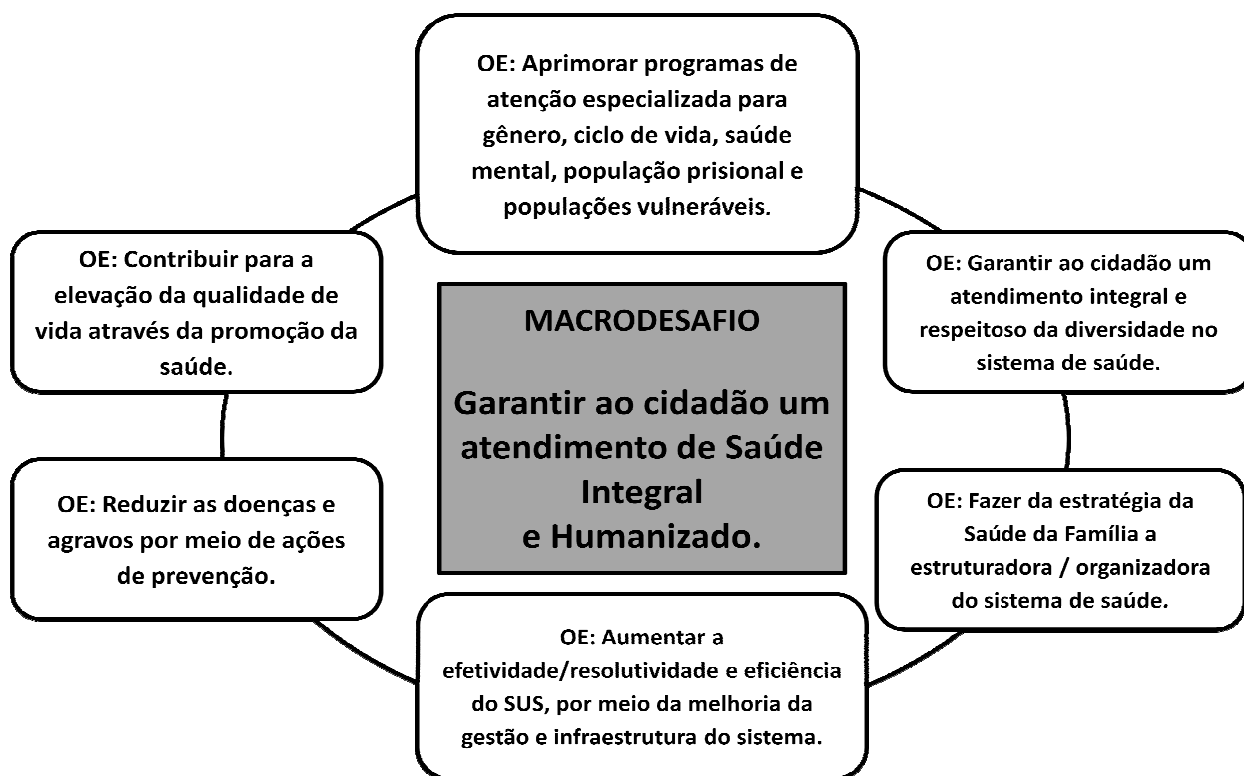 OE: Aprimorar programas de
atenção especializada para
gênero, ciclo de vida, saúde
mental, população prisional e
populações vulneráveis.
OE: Contribuir para a
elevação da qualidade de
vida através da promoção da
saúde.
MACRODESAFIO
Garantir ao cidadão um
atendimento de Saúde
Integral
e Humanizado.
OE: Garantir ao cidadão um
atendimento integral e
respeitoso da diversidade no
sistema de saúde.
OE: Reduzir as doenças e
agravos por meio de ações
de prevenção.
OE: Fazer da estratégia da
Saúde da Família a
estruturadora / organizadora
do sistema de saúde.
OE: Aumentar a
efetividade/resolutividade e eficiência
do SUS, por meio da melhoria da
gestão e infraestrutura do sistema.